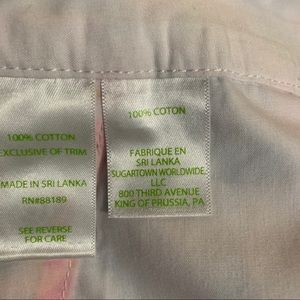 100% COTTON
EXCLUSIVE OF TRIM
MADE IN SRI LANKA
RN#88189
SEE REVERSE
FOR CARE
100% COTON
FABRIQUE EN
SRI LANKA
SUGARTOWN WORLDWIDE
LLC
800 THIRD AVENUE
KING OF PRUSSIA, PA